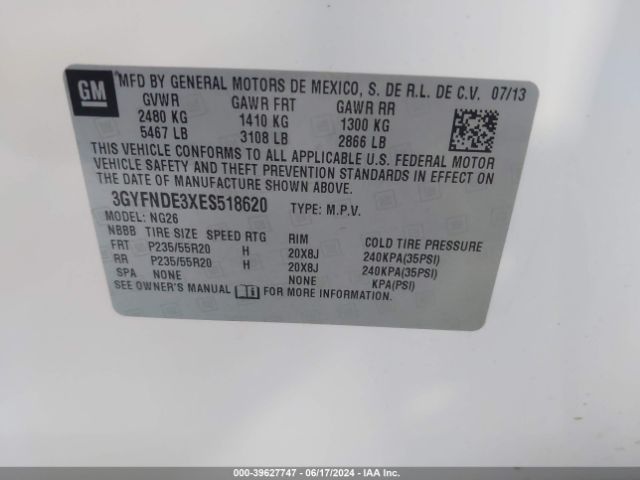 GM MFD BY GENERAL MOTORS DE MEXICO, S. DE R.L. DE C.V. 07/13
GVWR GAWR FRT GAWR RR
2480 KG 1410 KG 1300 KG
5467 LB 3108 LB 2866 LB
THIS VEHICLE CONFORMS TO ALL APPLICABLE U.S. FEDERAL MOTOR
VEHICLE SAFETY AND THEFT PREVENTION STANDARDS IN EFFECT ON
THE DATE OF MANUFACTURE SHOWN ABOVE.
3GYFNDE3XES518620 TYPE: M.P.V.
MODEL: NG26
NBBB TIRE SIZE SPEED RTG RIM COLD TIRE PRESSURE
FRT P235/55R20 H 20X8J 240KPA(35PSI)
RR P235/55R20 H 20X8J 240KPA(35PSI)
SPA NONE NONE KPA(PSI)
SEE OWNER'S MANUAL FOR MORE INFORMATION.
000-39627747 - 06/17/2024 - IAAI.com